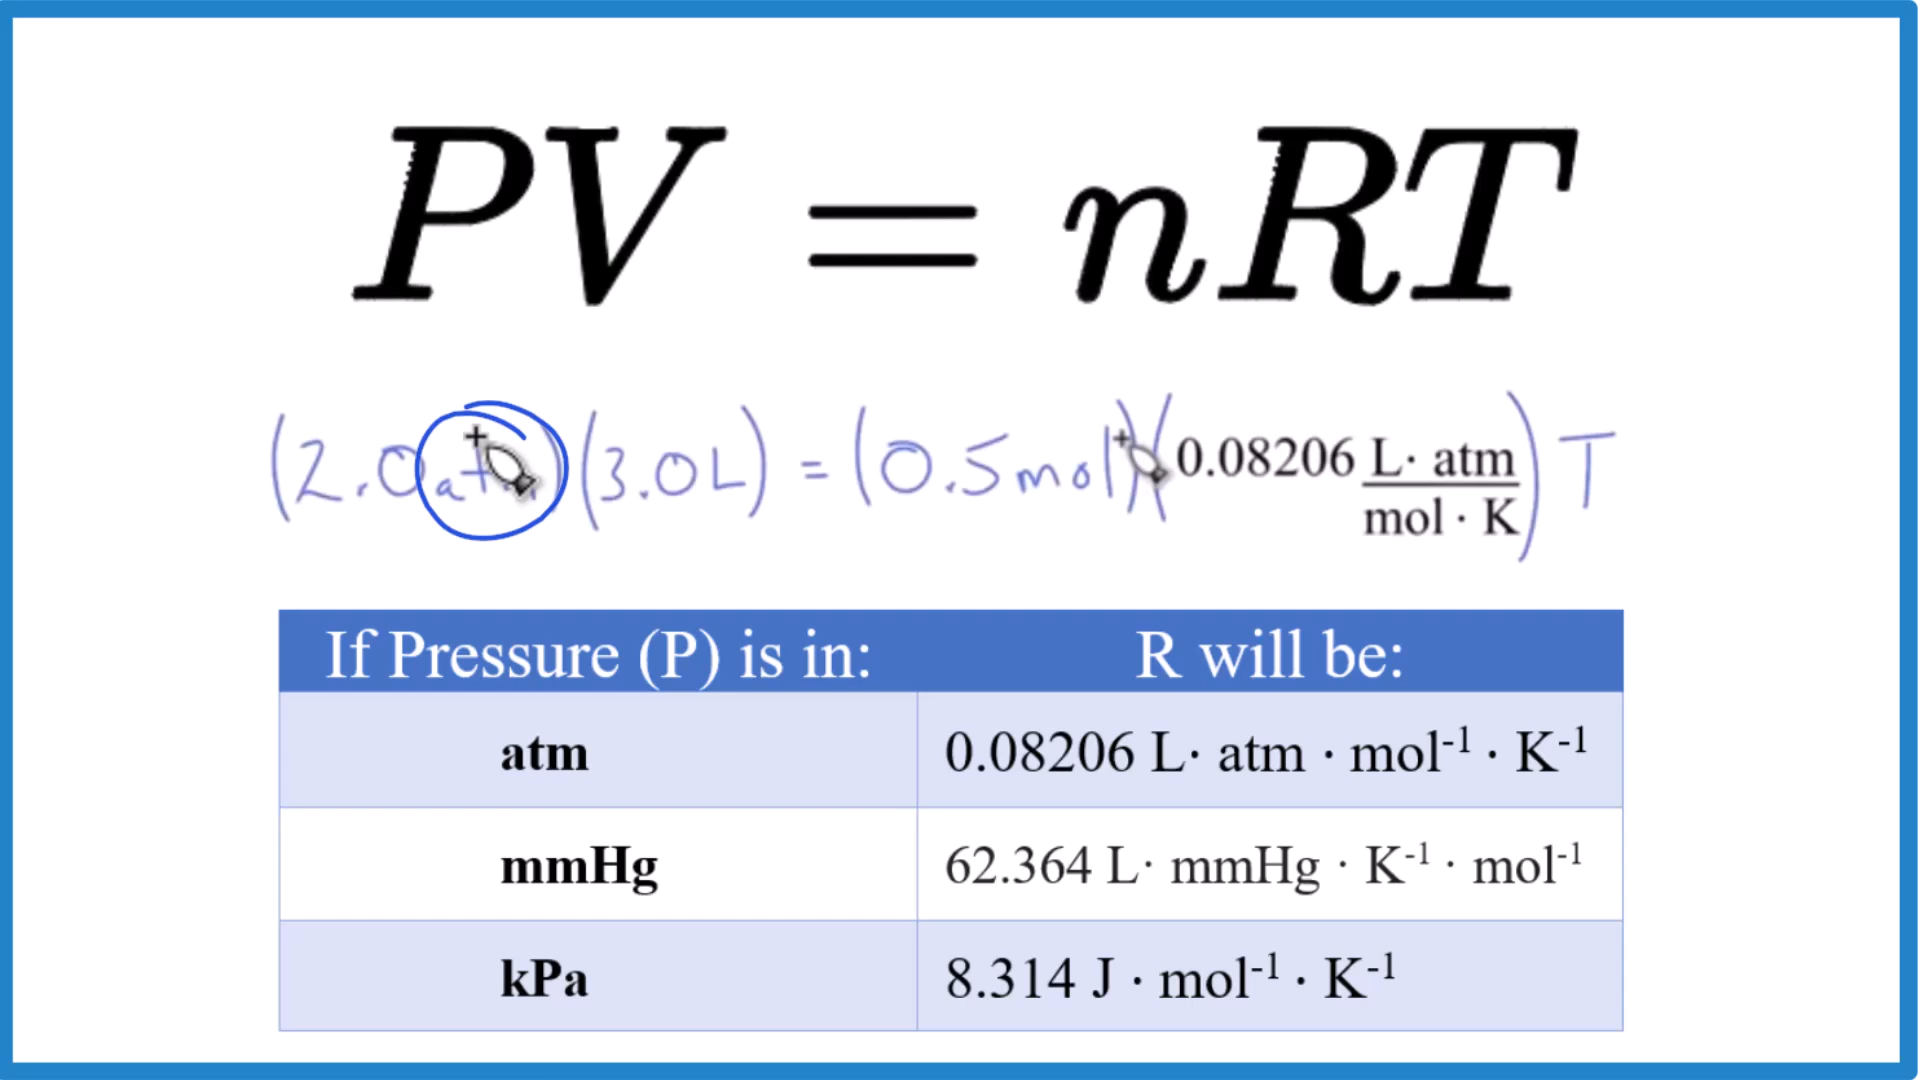 PV = nRT
(2.0 atm)(3.0 L) = (0.5 mol)(0.08206 L· atm / mol · K) T
If Pressure (P) is in: R will be:
atm 0.08206 L· atm · mol⁻¹ · K⁻¹
mmHg 62.364 L· mmHg · K⁻¹ · mol⁻¹
kPa 8.314 J · mol⁻¹ · K⁻¹